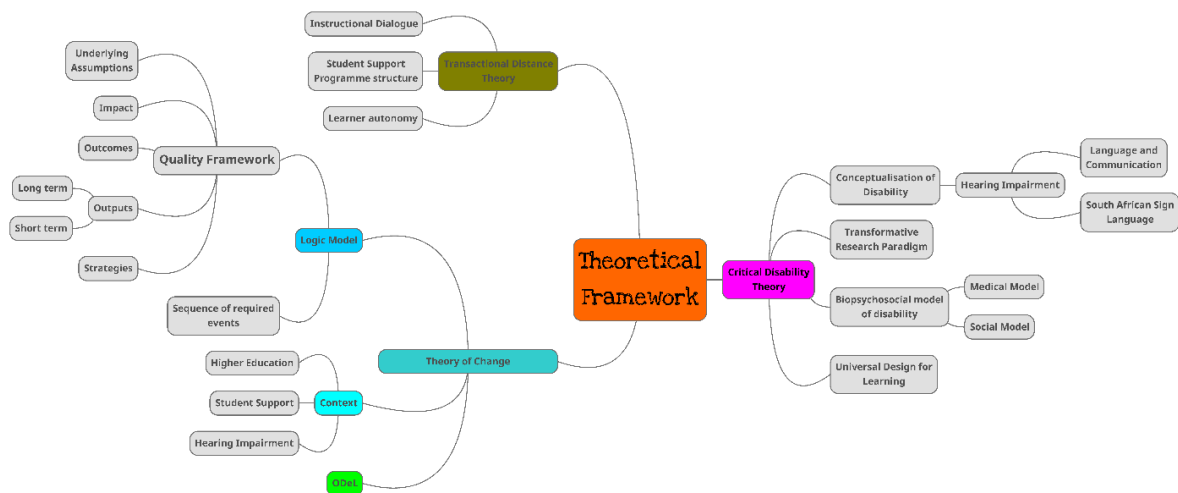 Theoretical
Framework
Transactional Distance
Theory
Instructional Dialogue
Student Support
Programme structure
Learner autonomy
Theory of Change
Logic Model
Quality Framework
Underlying
Assumptions
Impact
Outcomes
Outputs
Long term
Short term
Strategies
Sequence of required
events
Context
Higher Education
Student Support
Hearing Impairment
ODeL
Critical Disability
Theory
Conceptualisation of
Disability
Hearing Impairment
Language and
Communication
South African Sign
Language
Transformative
Research Paradigm
Biopsychosocial model
of disability
Medical Model
Social Model
Universal Design for
Learning